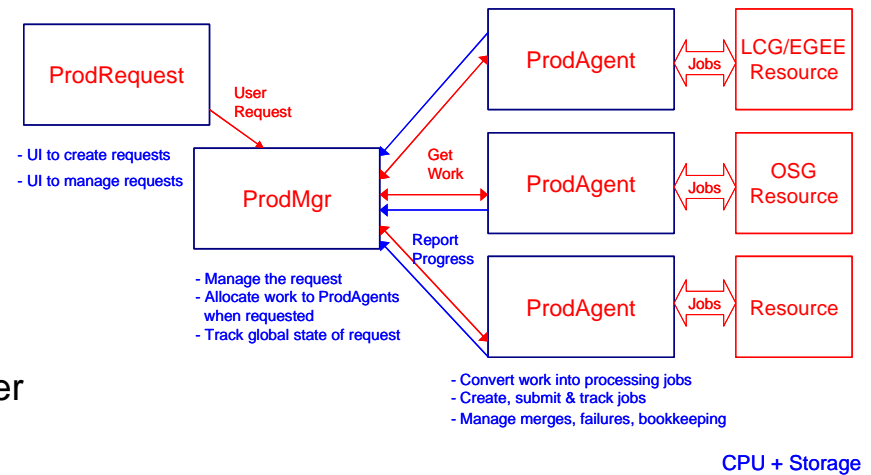 ProdRequest
User
Request
- UI to create requests
- UI to manage requests
ProdMgr
- Manage the request
- Allocate work to ProdAgents
when requested
- Track global state of request
Get
Work
Report
Progress
ProdAgent
Jobs
LCG/EGEE
Resource
ProdAgent
Jobs
OSG
Resource
ProdAgent
Jobs
Resource
- Convert work into processing jobs
- Create, submit & track jobs
- Manage merges, failures, bookkeeping
er
CPU + Storage